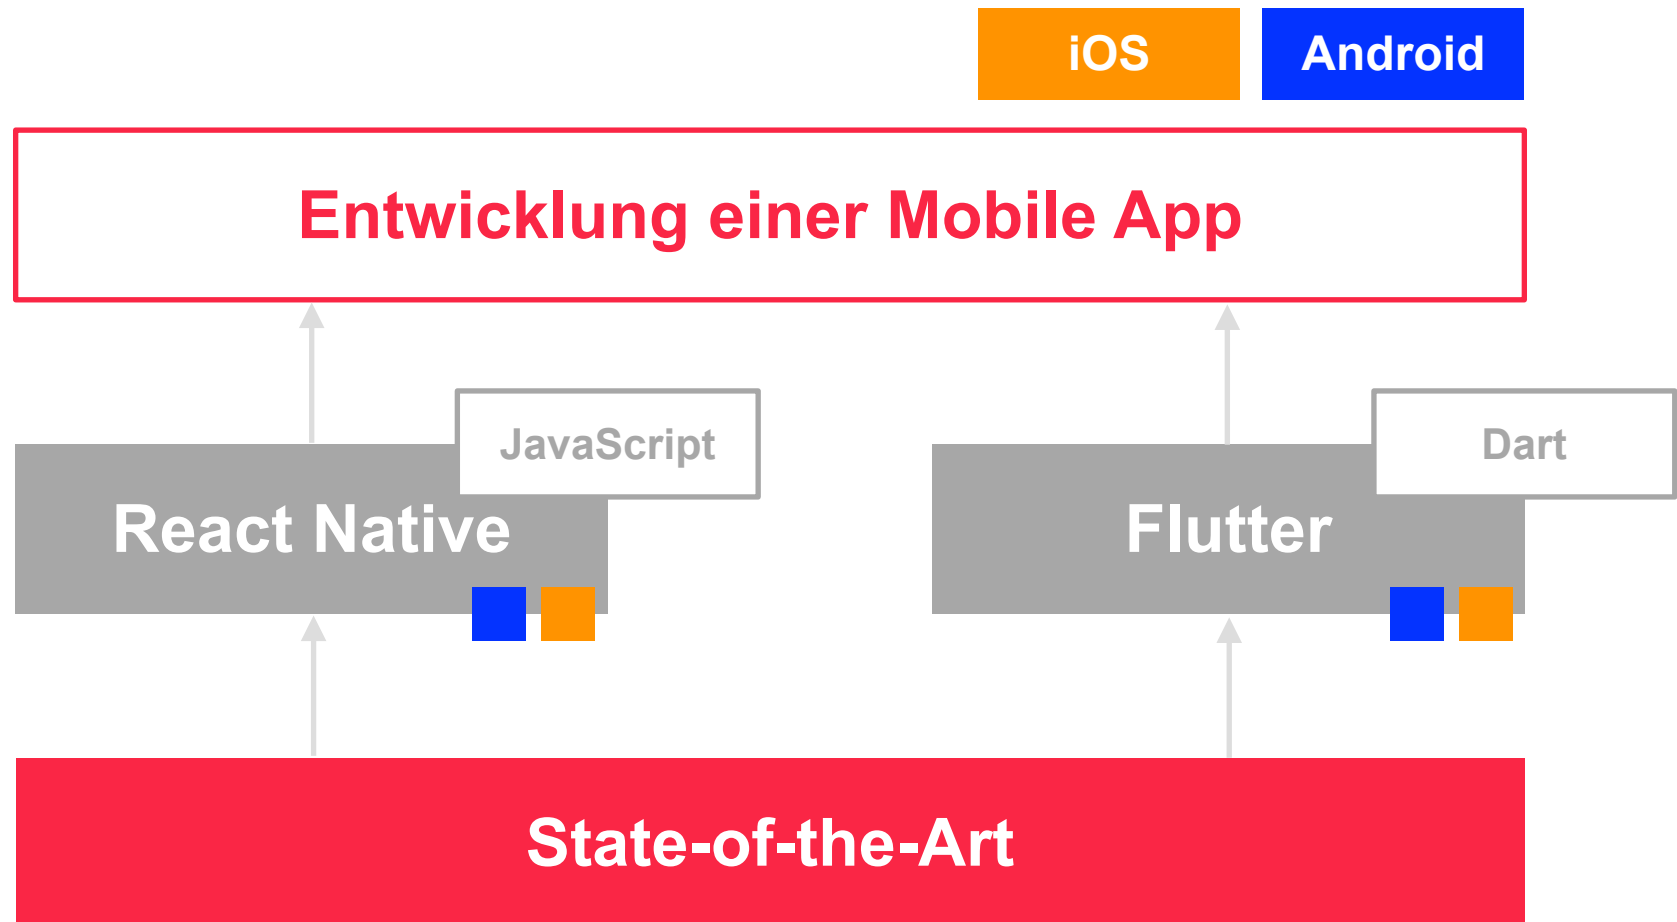 iOS
Android
Entwicklung einer Mobile App
JavaScript
React Native
Dart
Flutter
State-of-the-Art